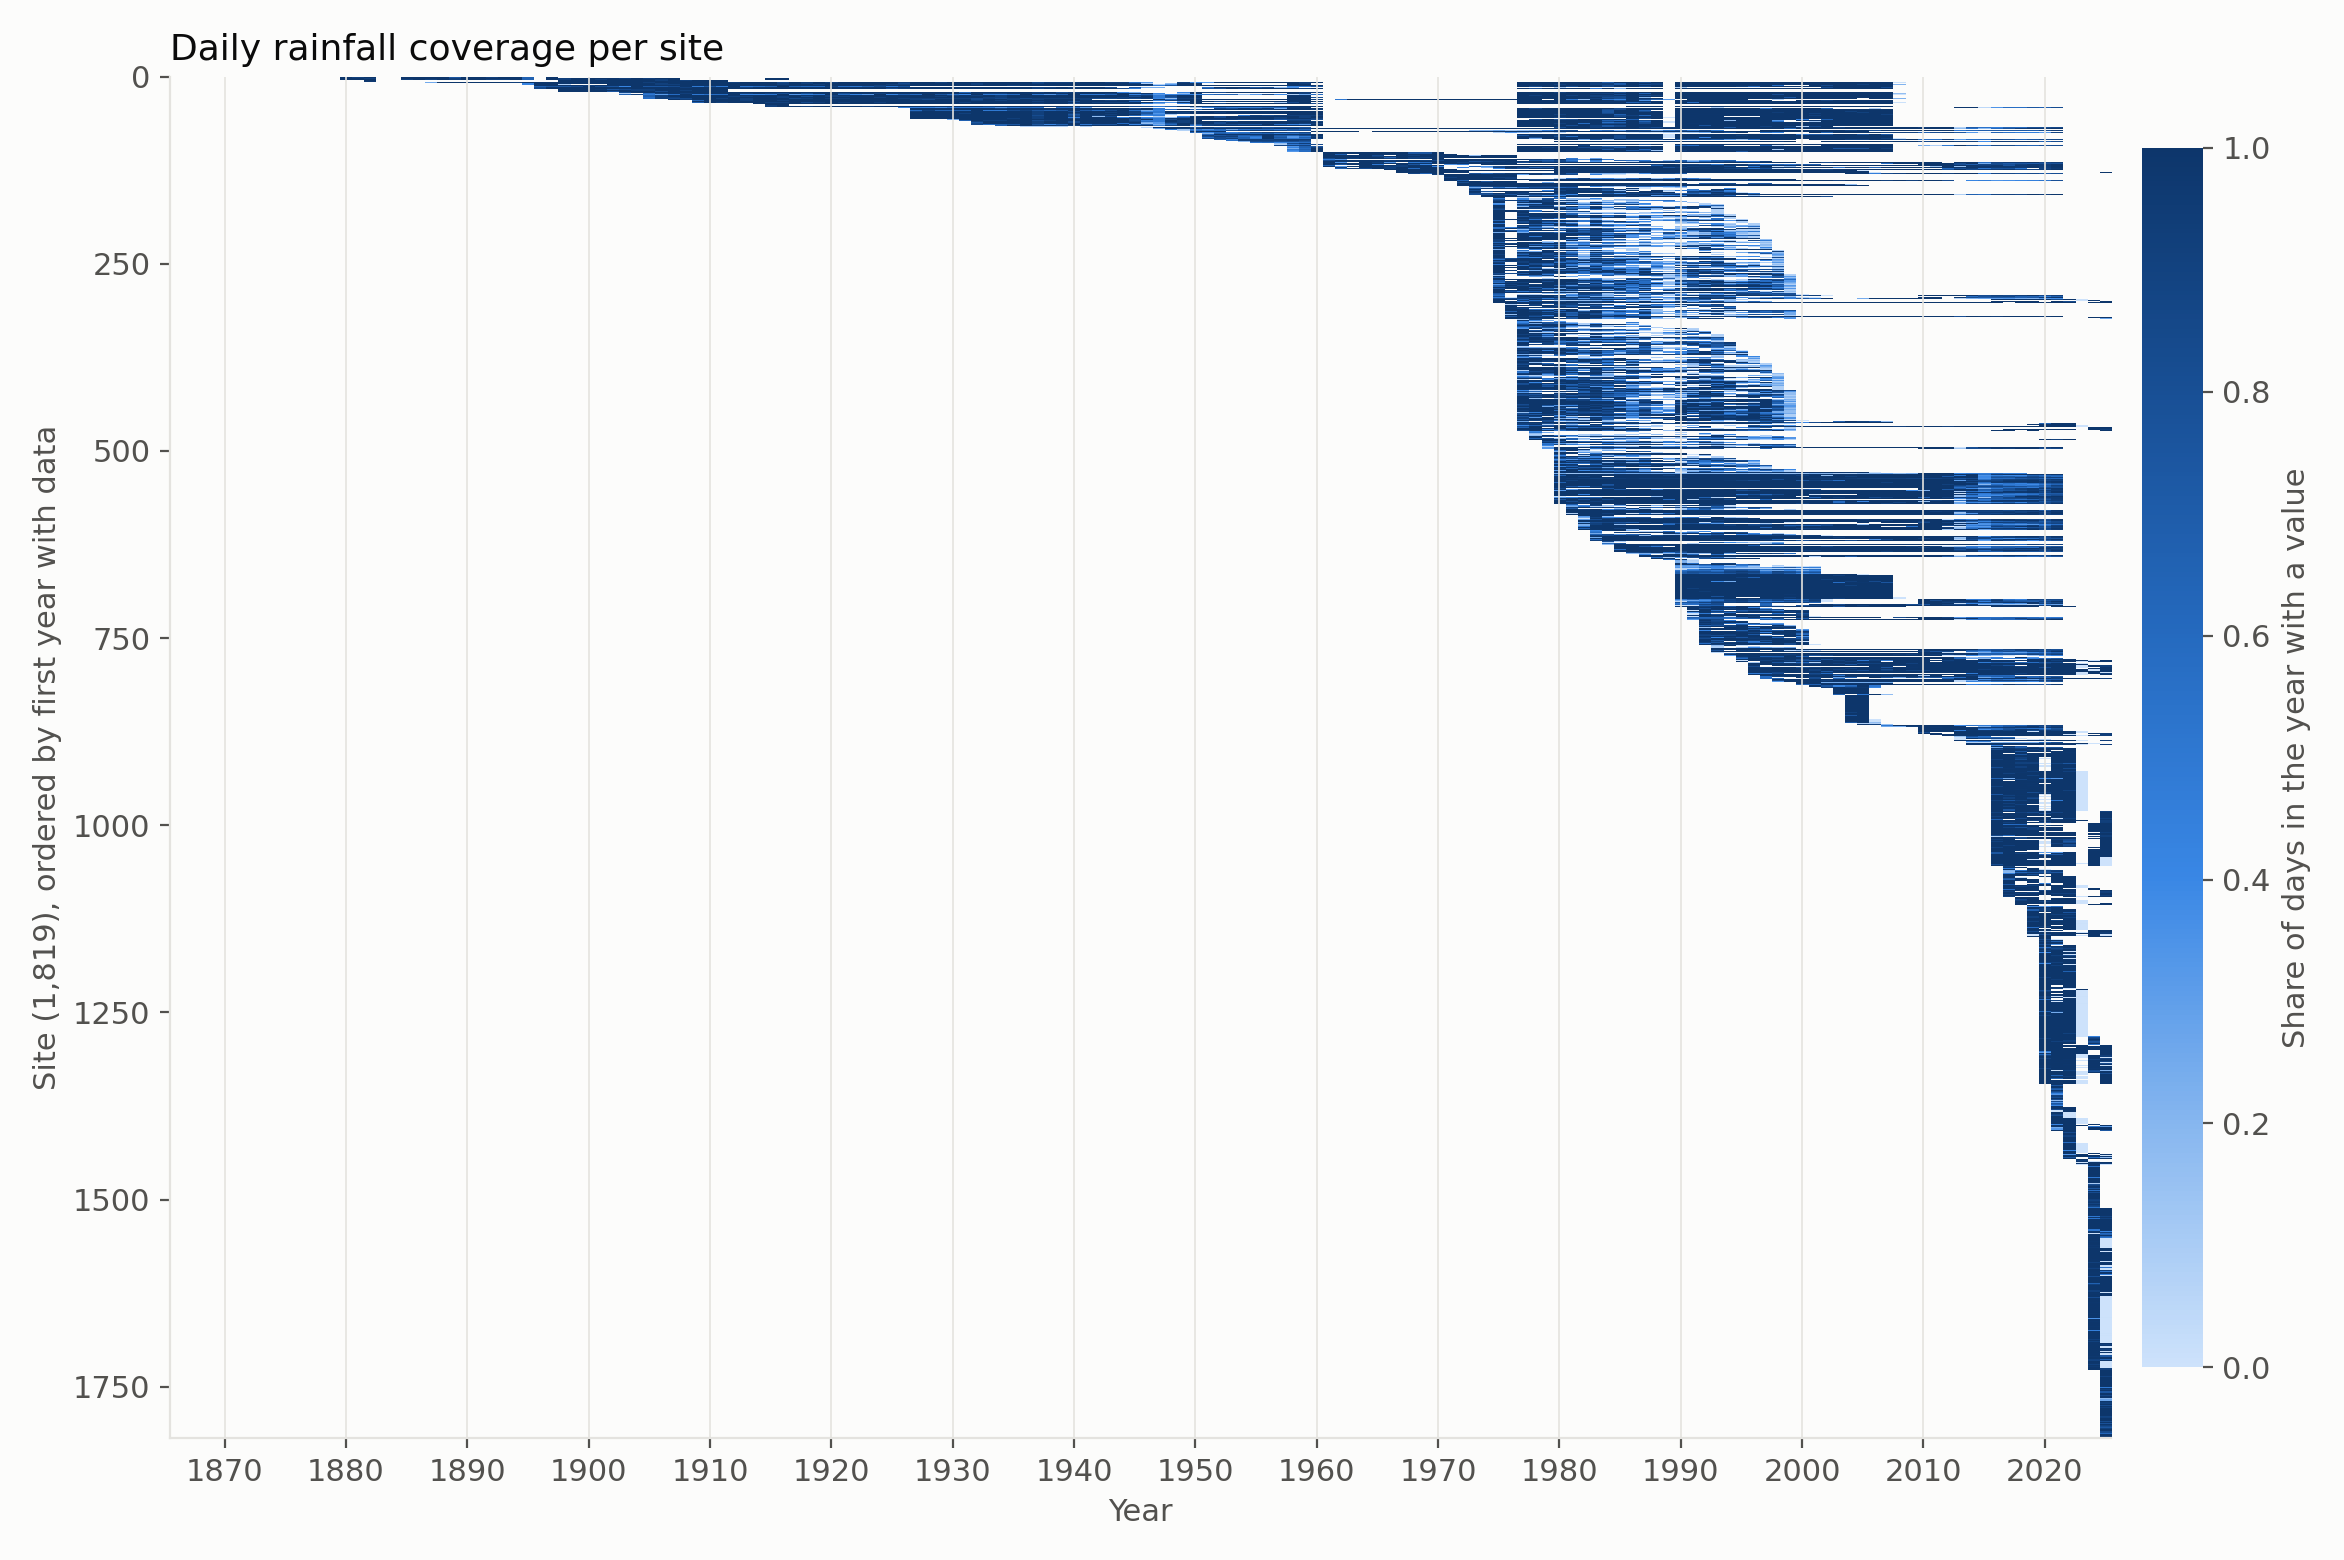 Daily rainfall coverage per site
0
250
500
750
1000
1250
1500
1750
Site (1,819), ordered by first year with data
1870 1880 1890 1900 1910 1920 1930 1940 1950 1960 1970 1980 1990 2000 2010 2020
Year
1.0
0.8
0.6
0.4
0.2
0.0
Share of days in the year with a value